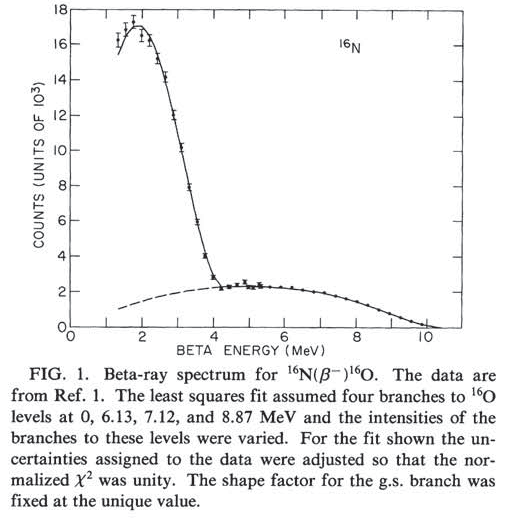 18
¹⁶N
16
14
12
10
8
6
4
2
0
COUNTS (UNITS OF 10³)
0 2 4 6 8 10
BETA ENERGY (MeV)
FIG. 1. Beta-ray spectrum for ¹⁶N(β⁻)¹⁶O. The data are
from Ref. 1. The least squares fit assumed four branches to ¹⁶O
levels at 0, 6.13, 7.12, and 8.87 MeV and the intensities of the
branches to these levels were varied. For the fit shown the un-
certainties assigned to the data were adjusted so that the nor-
malized χ² was unity. The shape factor for the g.s. branch was
fixed at the unique value.